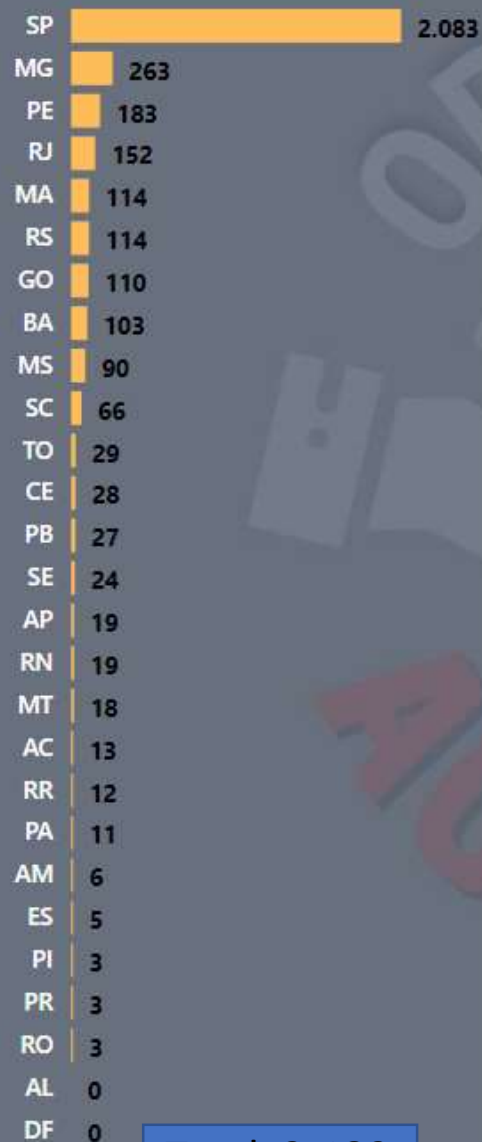 SP 2.083
MG 263
PE 183
RJ 152
MA 114
RS 114
GO 110
BA 103
MS 90
SC 66
TO 29
CE 28
PB 27
SE 24
AP 19
RN 19
MT 18
AC 13
RR 12
PA 11
AM 6
ES 5
PI 3
PR 3
RO 3
AL 0
DF 0